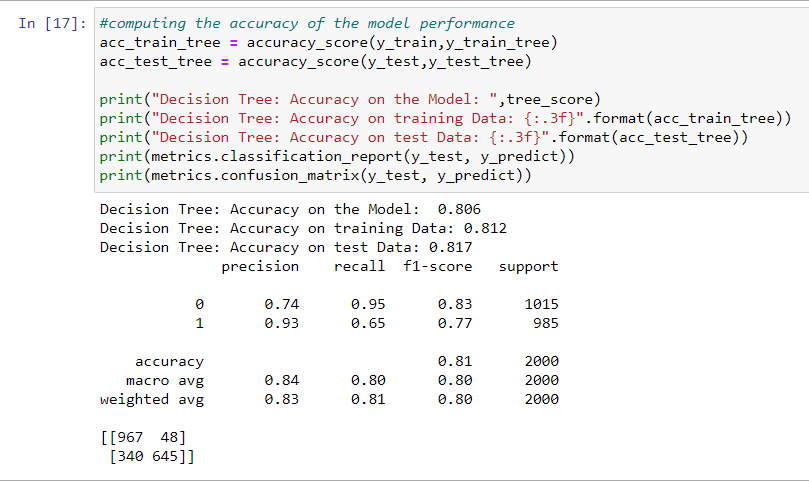 In [17]: #computing the accuracy of the model performance
acc_train_tree = accuracy_score(y_train,y_train_tree)
acc_test_tree = accuracy_score(y_test,y_test_tree)
print("Decision Tree: Accuracy on the Model: ",tree_score)
print("Decision Tree: Accuracy on training Data: {:.3f}".format(acc_train_tree))
print("Decision Tree: Accuracy on test Data: {:.3f}".format(acc_test_tree))
print(metrics.classification_report(y_test, y_predict))
print(metrics.confusion_matrix(y_test, y_predict))
Decision Tree: Accuracy on the Model:  0.806
Decision Tree: Accuracy on training Data: 0.812
Decision Tree: Accuracy on test Data: 0.817
precision recall f1-score support
0 0.74 0.95 0.83 1015
1 0.93 0.65 0.77 985
accuracy 0.81 2000
macro avg 0.84 0.80 0.80 2000
weighted avg 0.83 0.81 0.80 2000
[[967  48]
[340 645]]